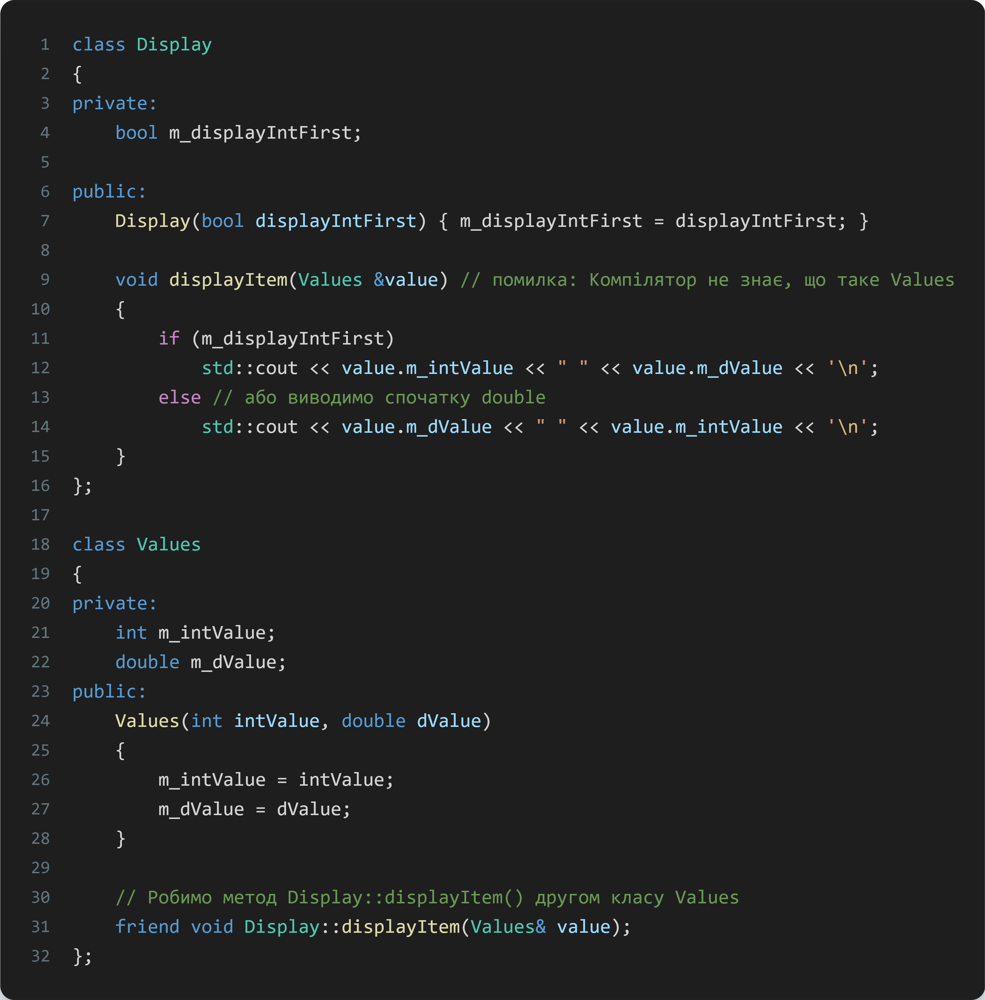 1 class Display
2 {
3 private:
4     bool m_displayIntFirst;
5
6 public:
7     Display(bool displayIntFirst) { m_displayIntFirst = displayIntFirst; }
8
9     void displayItem(Values &value) // помилка: Компілятор не знає, що таке Values
10     {
11         if (m_displayIntFirst)
12             std::cout << value.m_intValue << " " << value.m_dValue << '\n';
13         else // або виводимо спочатку double
14             std::cout << value.m_dValue << " " << value.m_intValue << '\n';
15     }
16 };
17
18 class Values
19 {
20 private:
21     int m_intValue;
22     double m_dValue;
23 public:
24     Values(int intValue, double dValue)
25     {
26         m_intValue = intValue;
27         m_dValue = dValue;
28     }
29
30     // Робимо метод Display::displayItem() другом класу Values
31     friend void Display::displayItem(Values& value);
32 };